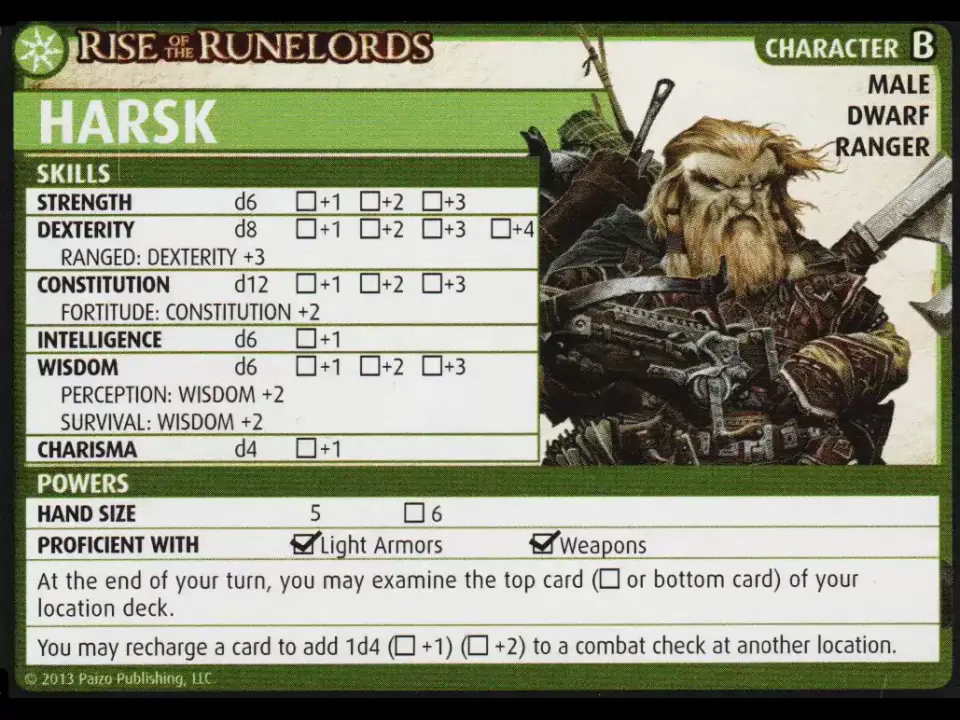 RISE OF THE RUNELORDS
CHARACTER B
MALE
DWARF
RANGER
HARSK
SKILLS
STRENGTH d6 ☐+1 ☐+2 ☐+3
DEXTERITY d8 ☐+1 ☐+2 ☐+3 ☐+4
RANGED: DEXTERITY +3
CONSTITUTION d12 ☐+1 ☐+2 ☐+3
FORTITUDE: CONSTITUTION +2
INTELLIGENCE d6 ☐+1
WISDOM d6 ☐+1 ☐+2 ☐+3
PERCEPTION: WISDOM +2
SURVIVAL: WISDOM +2
CHARISMA d4 ☐+1
POWERS
HAND SIZE 5 ☐ 6
PROFICIENT WITH ☑ Light Armors ☑ Weapons
At the end of your turn, you may examine the top card (☐ or bottom card) of your
location deck.
You may recharge a card to add 1d4 (☐ +1) (☐ +2) to a combat check at another location.
© 2013 Paizo Publishing, LLC.